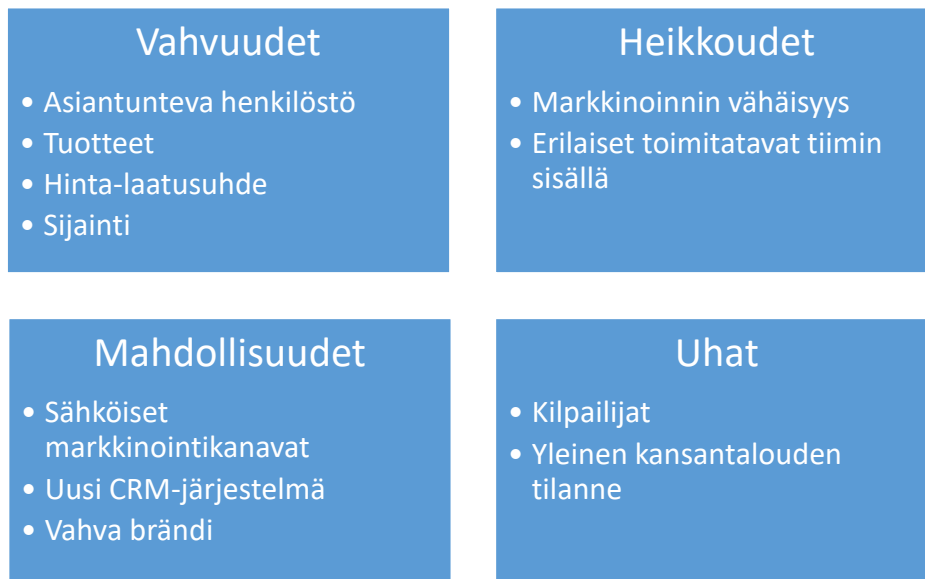 Vahvuudet
• Asiantunteva henkilöstö
• Tuotteet
• Hinta-laatusuhde
• Sijainti
Heikkoudet
• Markkinoinnin vähäisyys
• Erilaiset toimitatavat tiimin
sisällä
Mahdollisuudet
• Sähköiset
markkinointikanavat
• Uusi CRM-järjestelmä
• Vahva brändi
Uhat
• Kilpailijat
• Yleinen kansantalouden
tilanne